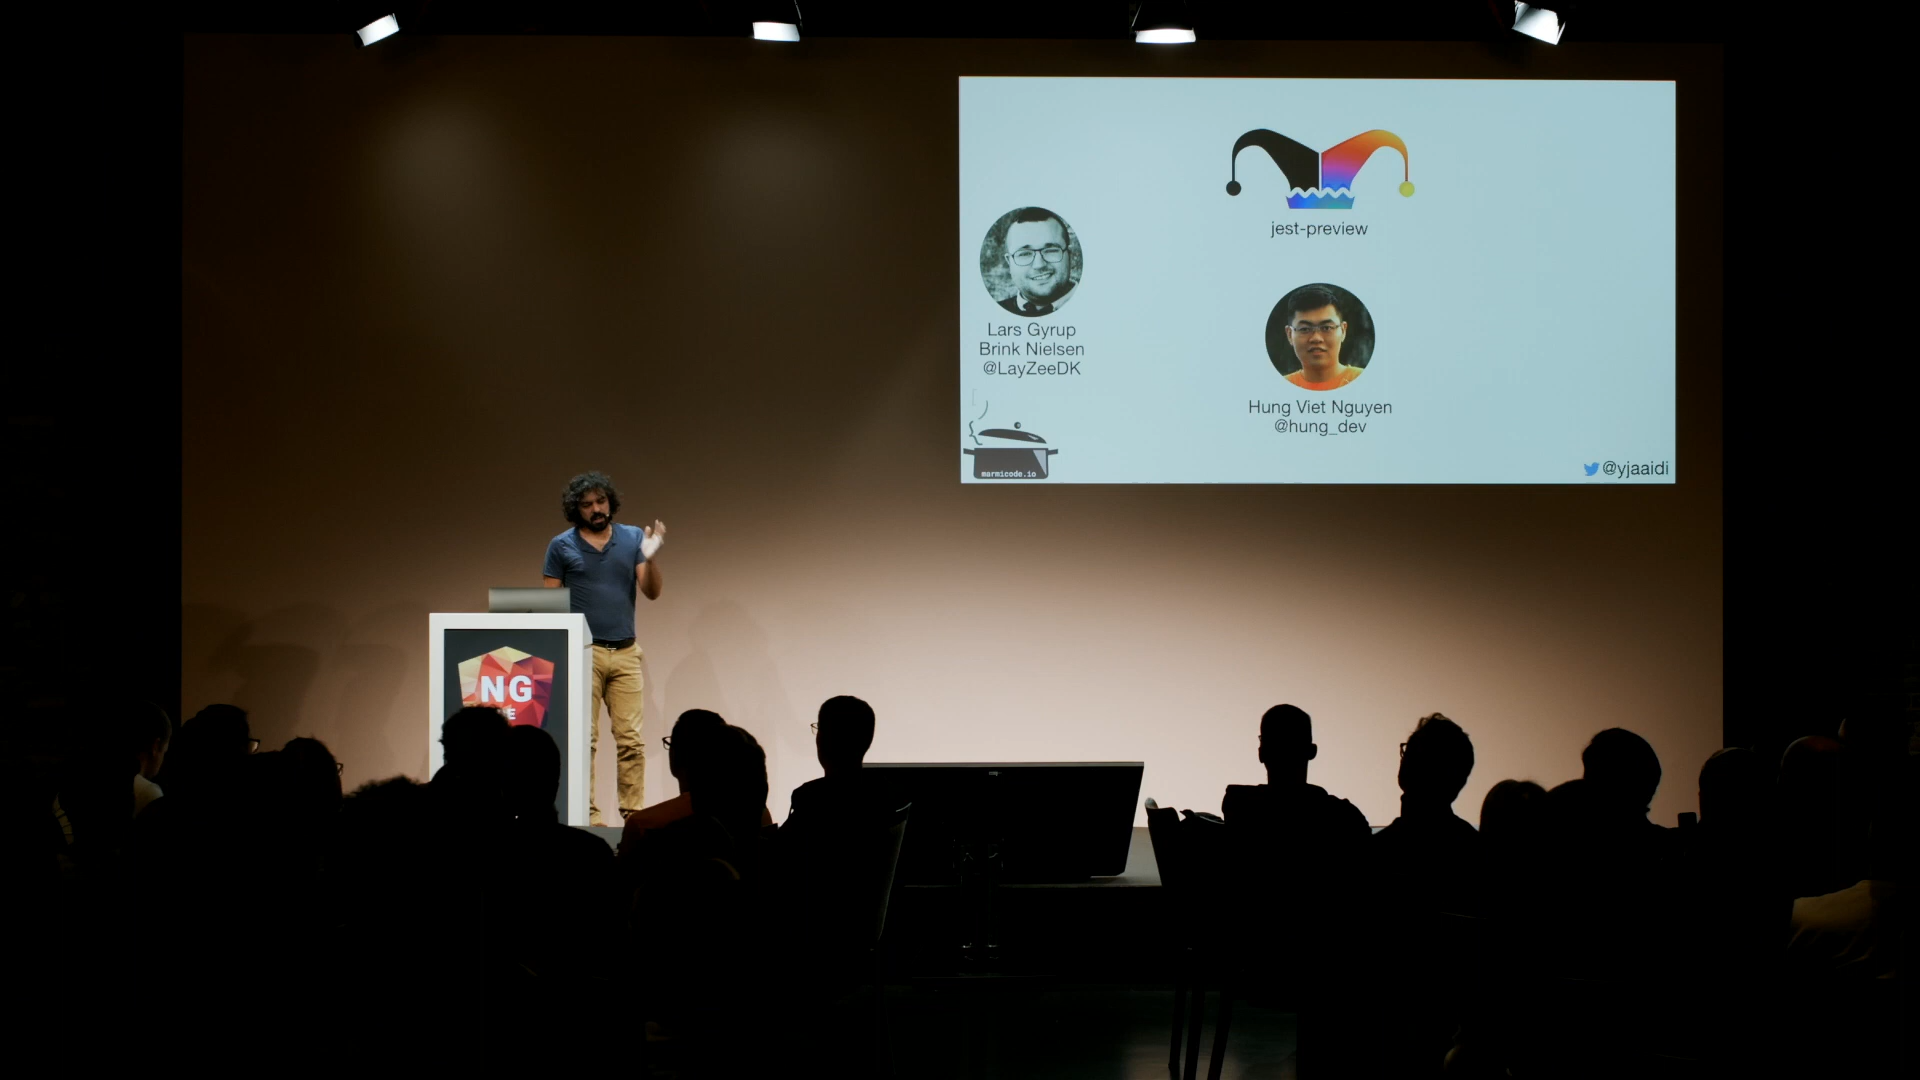 jest-preview
Lars Gyrup
Brink Nielsen
@LayZeeDK
Hung Viet Nguyen
@hung_dev
marmicode.io
@yjaaidi
NG